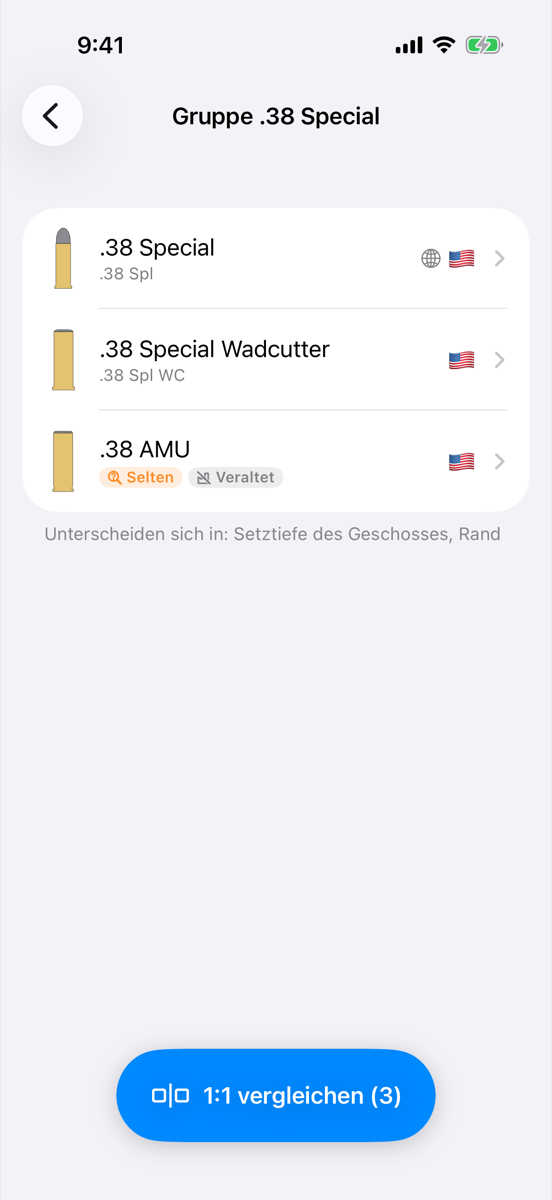 9:41
Gruppe .38 Special
.38 Special
.38 Spl
.38 Special Wadcutter
.38 Spl WC
.38 AMU
Selten Veraltet
Unterscheiden sich in: Setztiefe des Geschosses, Rand
1:1 vergleichen (3)